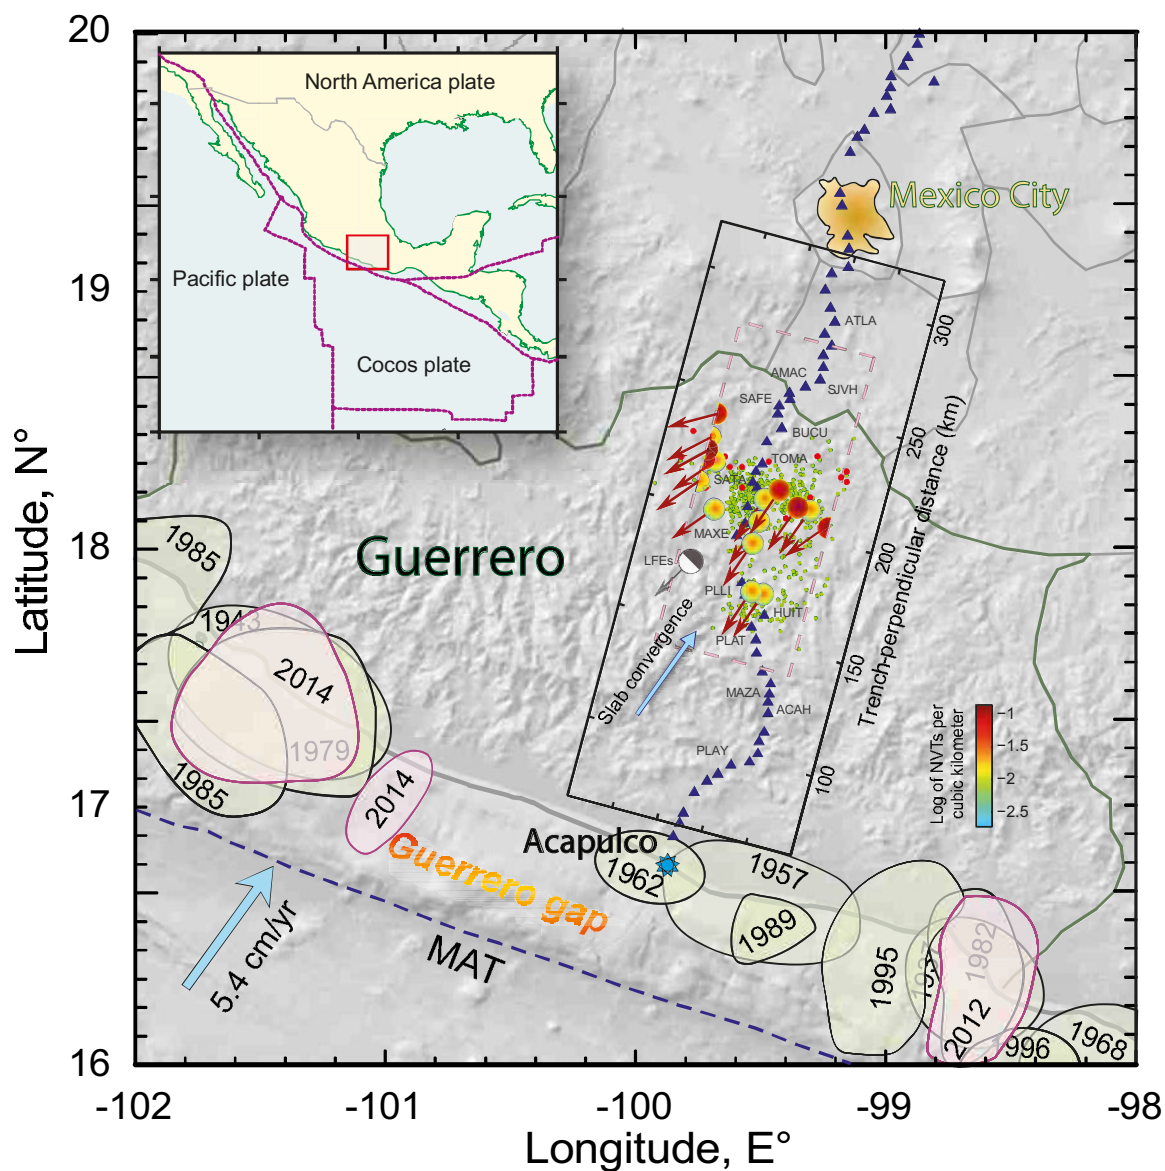 20
19
18
17
16
Latitude, N°
-102
-101
-100
-99
-98
Longitude, E°
North America plate
Pacific plate
Cocos plate
Mexico City
ATLA
AMAC
SJVH
SAFE
BUCU
TOMA
SATA
MAXE
LFEs
PLLI
HUIT
PLAT
MAZA
ACAH
PLAY
Slab convergence
300
250
200
150
100
Trench-perpendicular distance (km)
Log of NVTs per
cubic kilometer
−1
−1.5
−2
−2.5
Guerrero
1985
1943
2014
1979
1985
2014
Guerrero gap
Acapulco
1962
1957
1989
1995
1982
2012
1996
1968
MAT
5.4 cm/yr